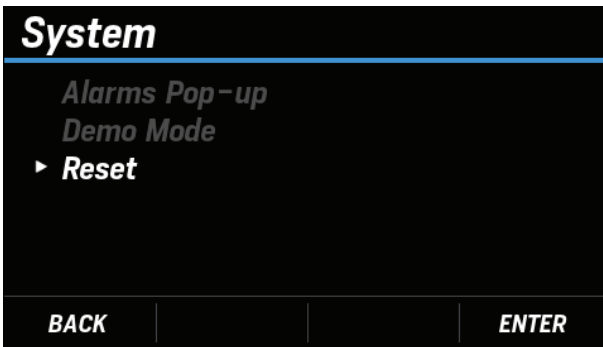 System
Alarms Pop-up
Demo Mode
Reset
BACK ENTER